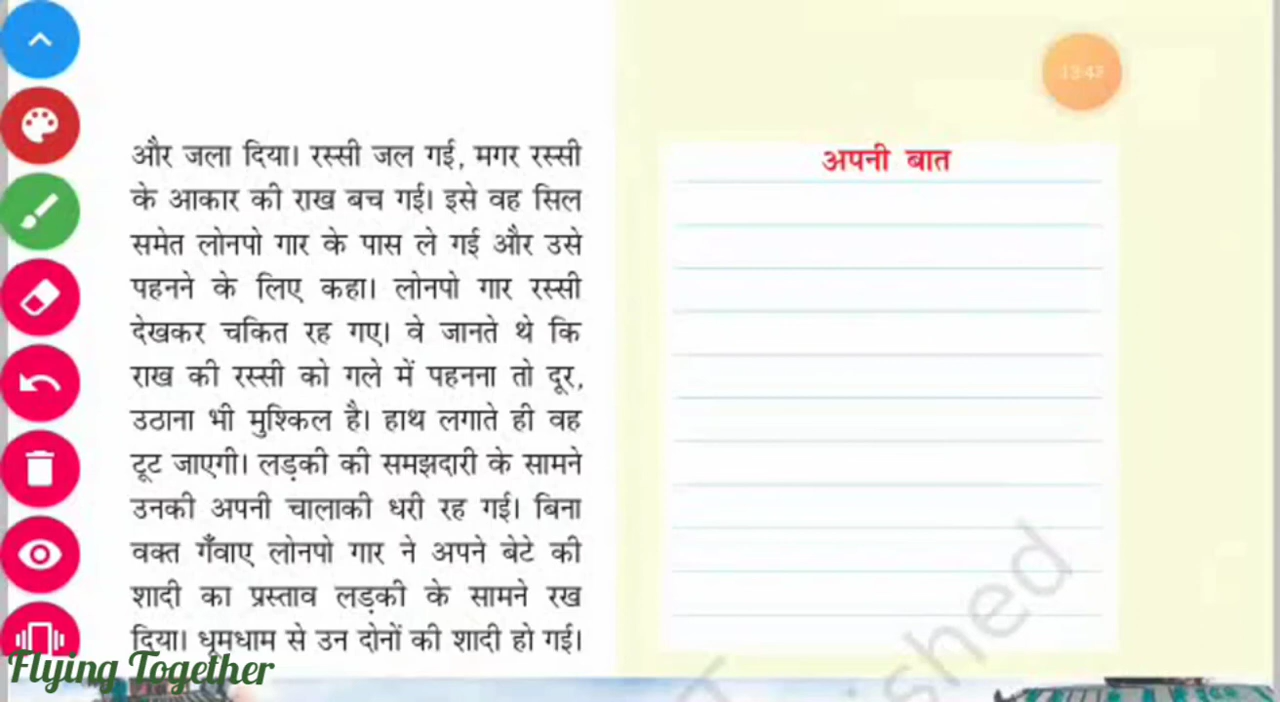 13:43
और जला दिया। रस्सी जल गई, मगर रस्सी
के आकार की राख बच गई। इसे वह सिल
समेत लोनपो गार के पास ले गई और उसे
पहनने के लिए कहा। लोनपो गार रस्सी
देखकर चकित रह गए। वे जानते थे कि
राख की रस्सी को गले में पहनना तो दूर,
उठाना भी मुश्किल है। हाथ लगाते ही वह
टूट जाएगी। लड़की की समझदारी के सामने
उनकी अपनी चालाकी धरी रह गई। बिना
वक्त गँवाए लोनपो गार ने अपने बेटे की
शादी का प्रस्ताव लड़की के सामने रख
दिया। धूमधाम से उन दोनों की शादी हो गई।
अपनी बात
Flying Together